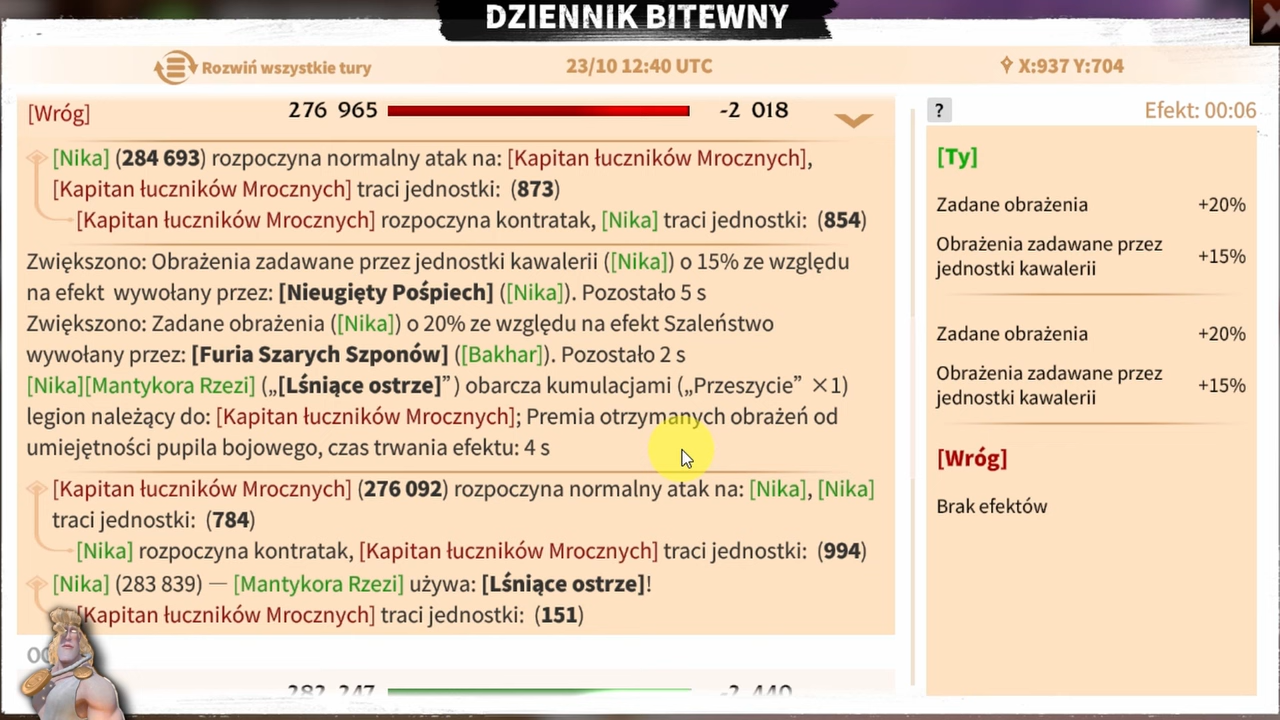 DZIENNIK BITEWNY
Rozwiń wszystkie tury
23/10 12:40 UTC
X:937 Y:704
[Wróg] 276 965 -2 018
[Nika] (284 693) rozpoczyna normalny atak na: [Kapitan łuczników Mrocznych],
[Kapitan łuczników Mrocznych] traci jednostki: (873)
[Kapitan łuczników Mrocznych] rozpoczyna kontratak, [Nika] traci jednostki: (854)
Zwiększono: Obrażenia zadawane przez jednostki kawalerii ([Nika]) o 15% ze względu
na efekt wywołany przez: [Nieugięty Pośpiech] ([Nika]). Pozostało 5 s
Zwiększono: Zadane obrażenia ([Nika]) o 20% ze względu na efekt Szaleństwo
wywołany przez: [Furia Szarych Szponów] ([Bakhar]). Pozostało 2 s
[Nika][Mantykora Rzezi] („[Lśniące ostrze]”) obarcza kumulacjami („Przeszycie” ×1)
legion należący do: [Kapitan łuczników Mrocznych]; Premia otrzymanych obrażeń od
umiejętności pupila bojowego, czas trwania efektu: 4 s
[Kapitan łuczników Mrocznych] (276 092) rozpoczyna normalny atak na: [Nika], [Nika]
traci jednostki: (784)
[Nika] rozpoczyna kontratak, [Kapitan łuczników Mrocznych] traci jednostki: (994)
[Nika] (283 839) — [Mantykora Rzezi] używa: [Lśniące ostrze]!
[Kapitan łuczników Mrocznych] traci jednostki: (151)
282 247 -2 440
? Efekt: 00:06
[Ty]
Zadane obrażenia +20%
Obrażenia zadawane przez
jednostki kawalerii +15%
Zadane obrażenia +20%
Obrażenia zadawane przez
jednostki kawalerii +15%
[Wróg]
Brak efektów